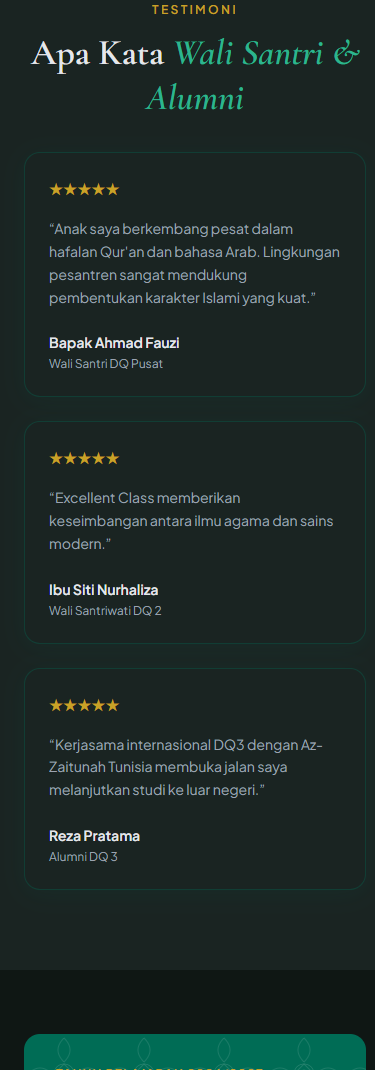 TESTIMONI
Apa Kata Wali Santri &
Alumni
★★★★★
“Anak saya berkembang pesat dalam
hafalan Qur'an dan bahasa Arab. Lingkungan
pesantren sangat mendukung
pembentukan karakter Islami yang kuat.”
Bapak Ahmad Fauzi
Wali Santri DQ Pusat
★★★★★
“Excellent Class memberikan
keseimbangan antara ilmu agama dan sains
modern.”
Ibu Siti Nurhaliza
Wali Santriwati DQ 2
★★★★★
“Kerjasama internasional DQ3 dengan Az-
Zaitunah Tunisia membuka jalan saya
melanjutkan studi ke luar negeri.”
Reza Pratama
Alumni DQ 3